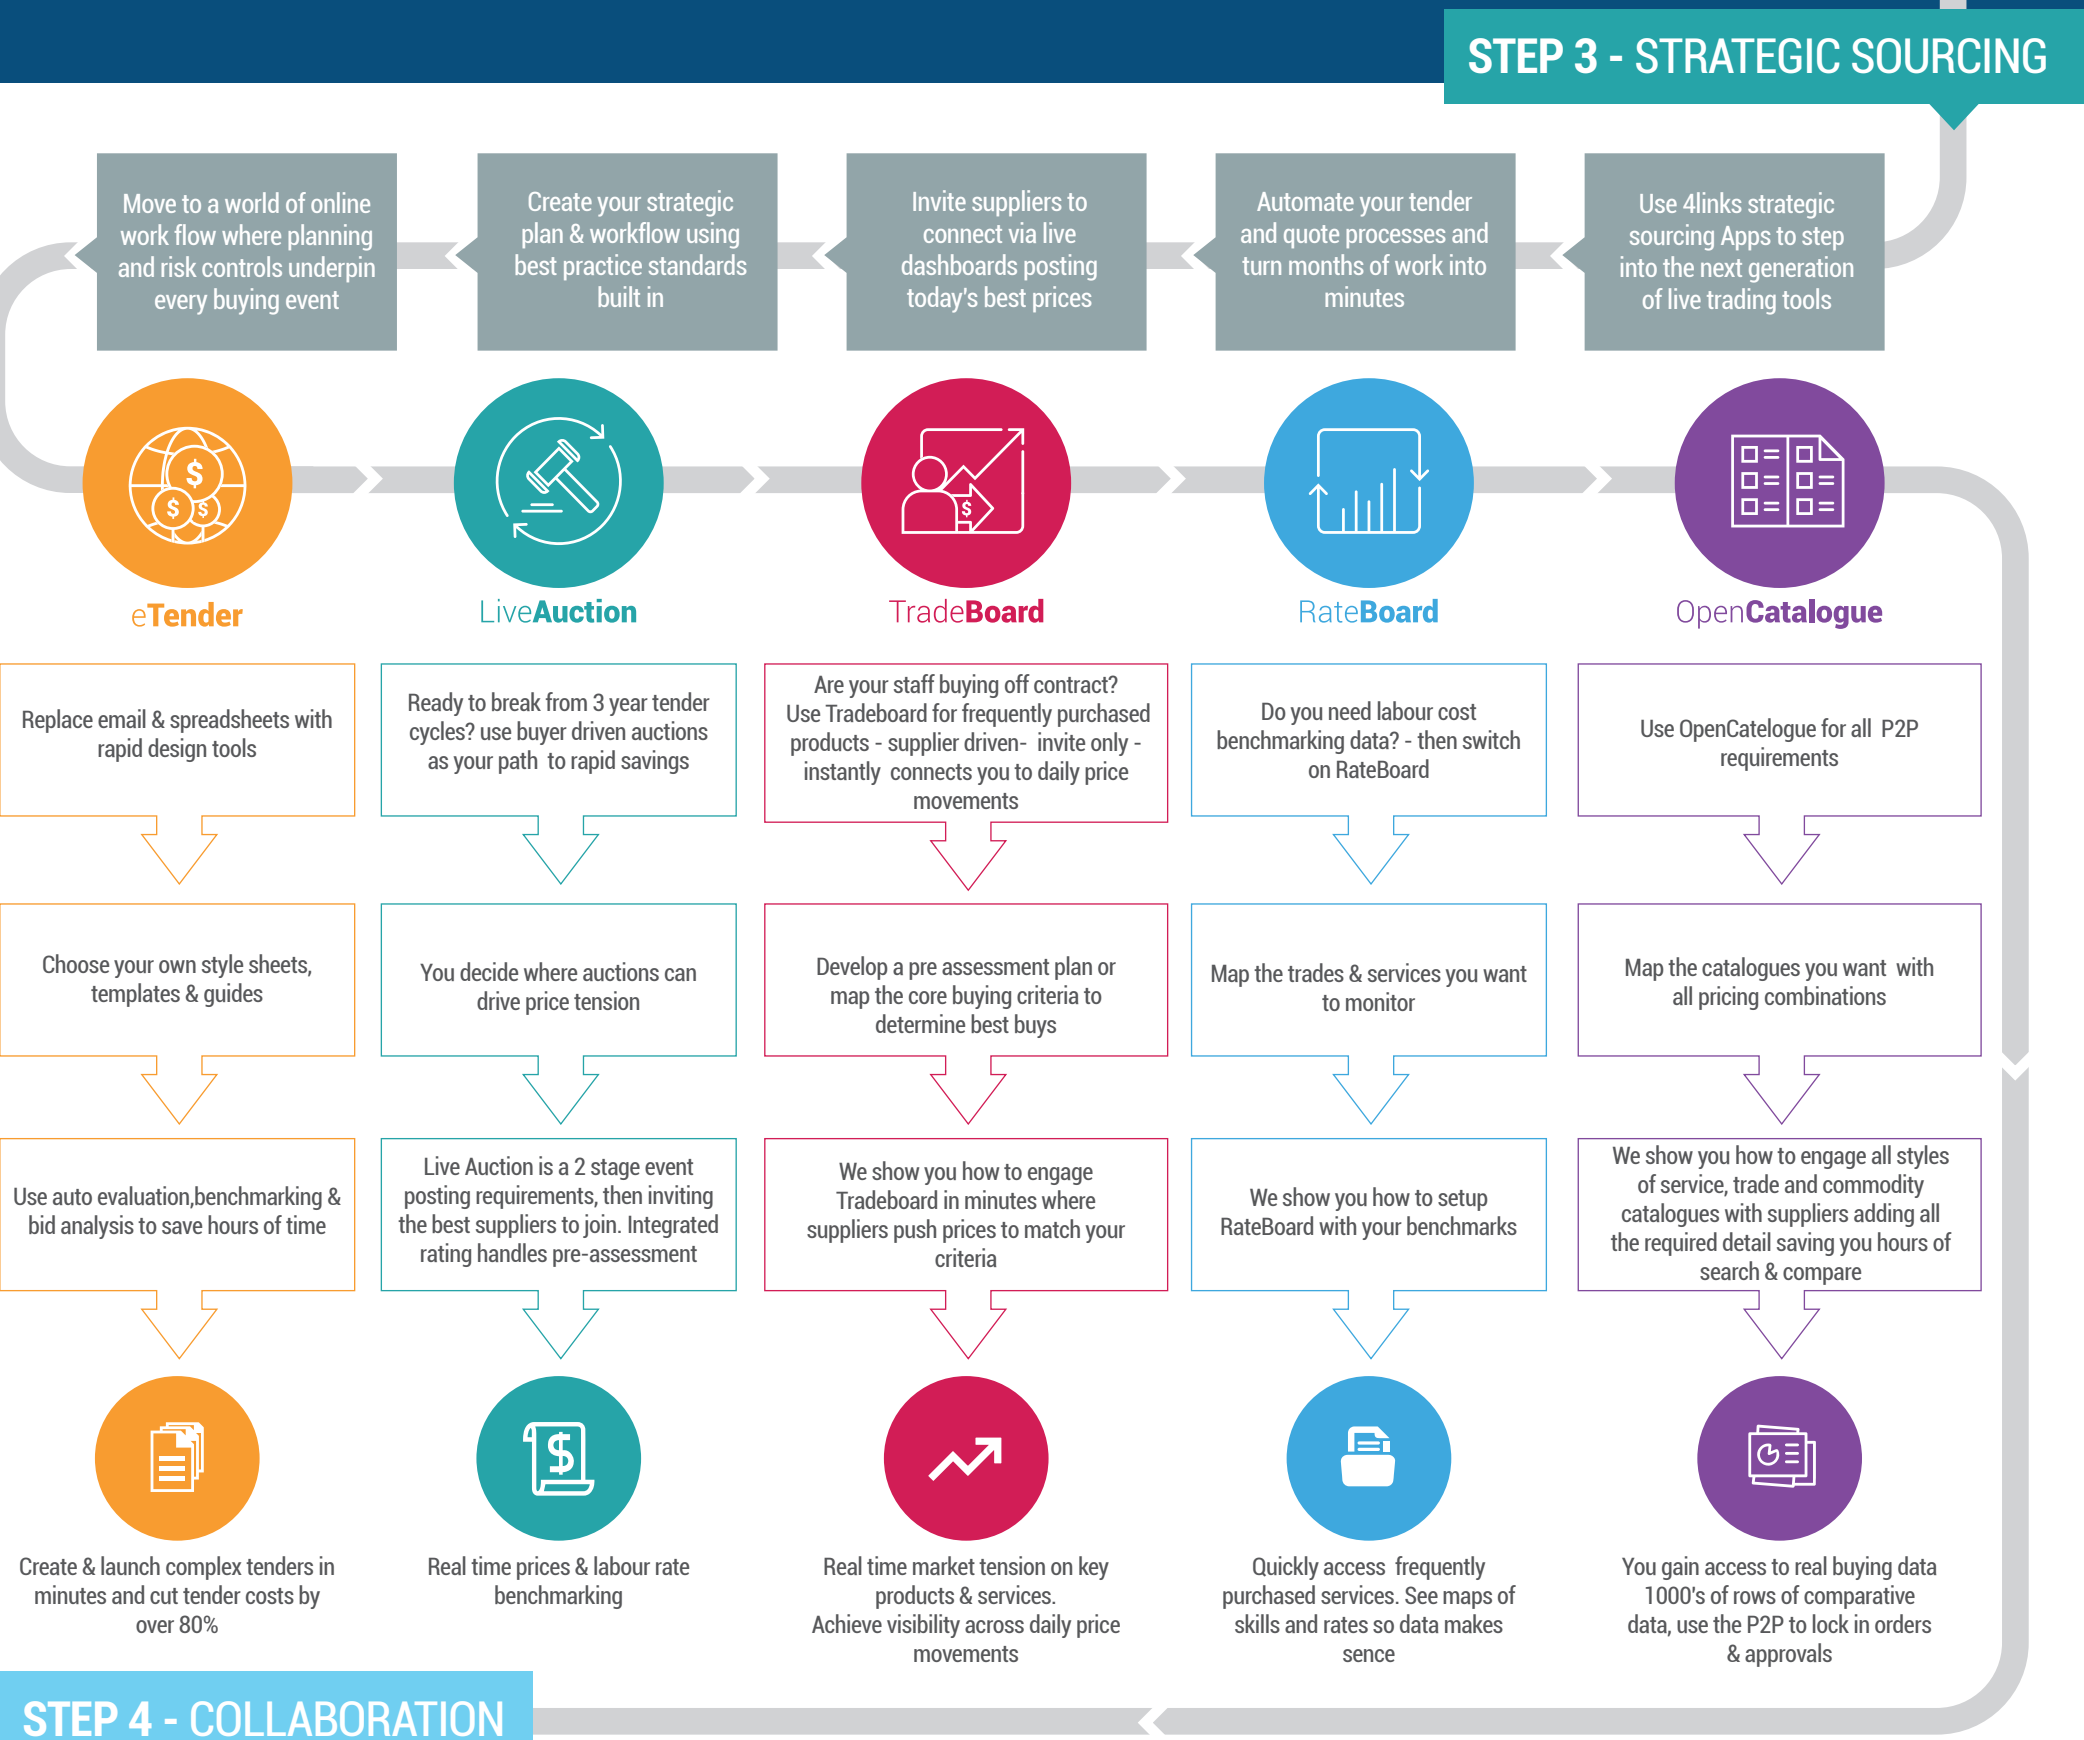 STEP 3 - STRATEGIC SOURCING
Move to a world of online
work flow where planning
and risk controls underpin
every buying event
Create your strategic
plan & workflow using
best practice standards
built in
Invite suppliers to
connect via live
dashboards posting
today's best prices
Automate your tender
and quote processes and
turn months of work into
minutes
Use 4links strategic
sourcing Apps to step
into the next generation
of live trading tools
eTender
LiveAuction
TradeBoard
RateBoard
OpenCatalogue
Replace email & spreadsheets with
rapid design tools
Ready to break from 3 year tender
cycles? use buyer driven auctions
as your path to rapid savings
Are your staff buying off contract?
Use Tradeboard for frequently purchased
products - supplier driven- invite only -
instantly connects you to daily price
movements
Do you need labour cost
benchmarking data? - then switch
on RateBoard
Use OpenCatalogue for all P2P
requirements
Choose your own style sheets,
templates & guides
You decide where auctions can
drive price tension
Develop a pre assessment plan or
map the core buying criteria to
determine best buys
Map the trades & services you want
to monitor
Map the catalogues you want with
all pricing combinations
Use auto evaluation,benchmarking &
bid analysis to save hours of time
Live Auction is a 2 stage event
posting requirements, then inviting
the best suppliers to join. Integrated
rating handles pre-assessment
We show you how to engage
Tradeboard in minutes where
suppliers push prices to match your
criteria
We show you how to setup
RateBoard with your benchmarks
We show you how to engage all styles
of service, trade and commodity
catalogues with suppliers adding all
the required detail saving you hours of
search & compare
Create & launch complex tenders in
minutes and cut tender costs by
over 80%
Real time prices & labour rate
benchmarking
Real time market tension on key
products & services.
Achieve visibility across daily price
movements
Quickly access frequently
purchased services. See maps of
skills and rates so data makes
sence
You gain access to real buying data
1000's of rows of comparative
data, use the P2P to lock in orders
& approvals
STEP 4 - COLLABORATION